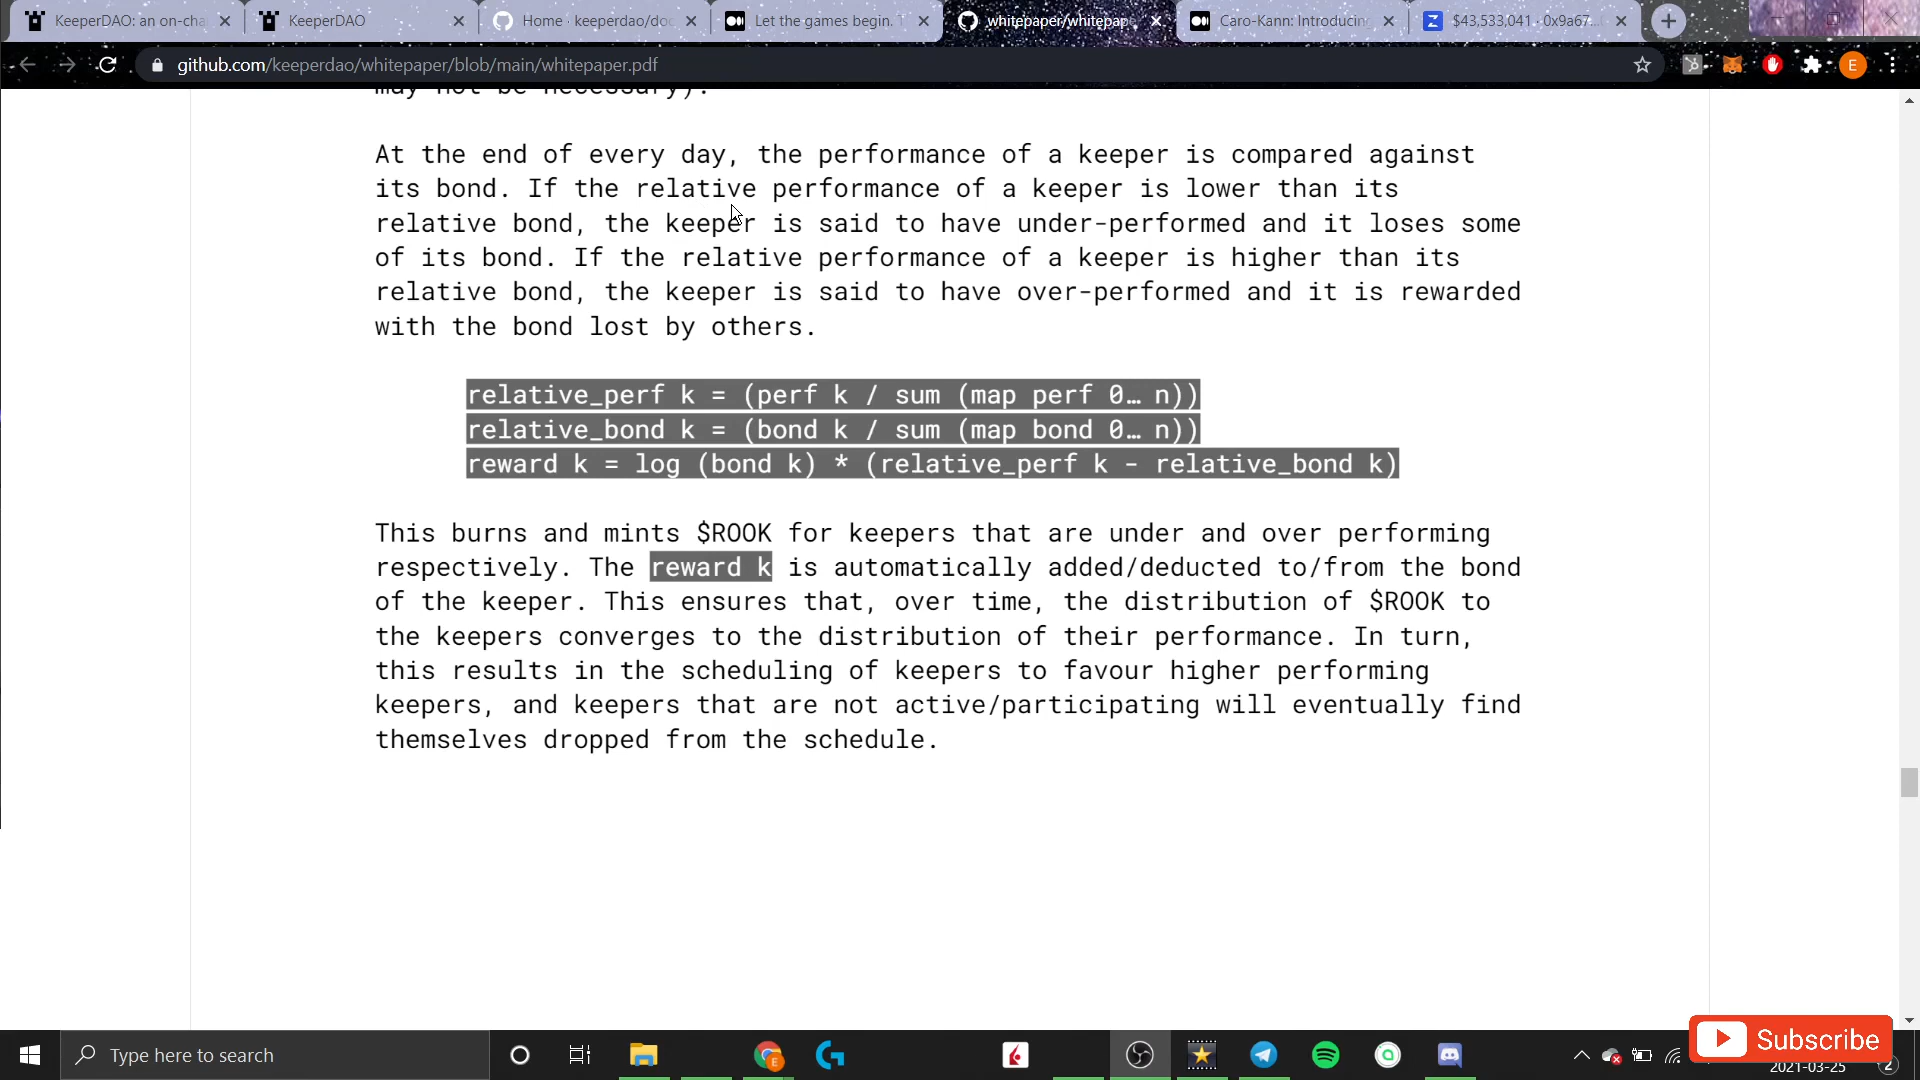 KeeperDAO: an on-cha
KeeperDAO
Home · keeperdao/doc
Let the games begin. T
whitepaper/whitepape
Caro-Kann: Introducin
$43,533,041 · 0x9a67...
github.com/keeperdao/whitepaper/blob/main/whitepaper.pdf
E
may not be necessary).
At the end of every day, the performance of a keeper is compared against
its bond. If the relative performance of a keeper is lower than its
relative bond, the keeper is said to have under-performed and it loses some
of its bond. If the relative performance of a keeper is higher than its
relative bond, the keeper is said to have over-performed and it is rewarded
with the bond lost by others.
relative_perf k = (perf k / sum (map perf 0… n))
relative_bond k = (bond k / sum (map bond 0… n))
reward k = log (bond k) * (relative_perf k - relative_bond k)
This burns and mints $ROOK for keepers that are under and over performing
respectively. The reward k is automatically added/deducted to/from the bond
of the keeper. This ensures that, over time, the distribution of $ROOK to
the keepers converges to the distribution of their performance. In turn,
this results in the scheduling of keepers to favour higher performing
keepers, and keepers that are not active/participating will eventually find
themselves dropped from the schedule.
Type here to search
Subscribe
2021-03-25
2